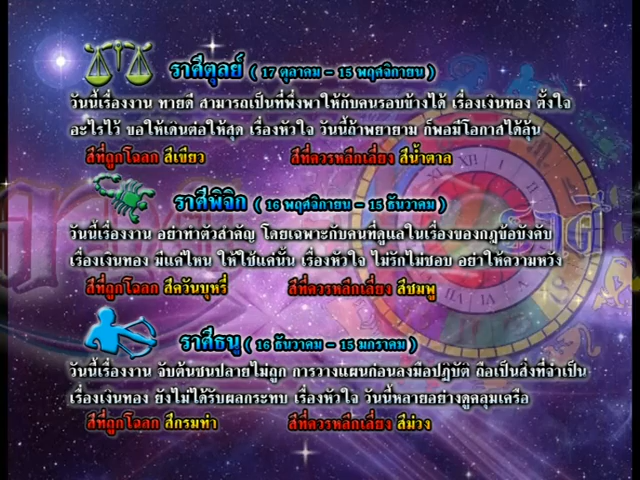 ราศีตุลย์ ( 17 ตุลาคม - 15 พฤศจิกายน )
วันนี้เรื่องงาน ทายดี สามารถเป็นที่พึ่งพาให้กับคนรอบข้างได้ เรื่องเงินทอง ตั้งใจ
อะไรไว้ ขอให้เดินต่อให้สุด เรื่องหัวใจ วันนี้ถ้าพยายาม ก็พอมีโอกาสได้ลุ้น
สีที่ถูกโฉลก สีเขียว สีที่ควรหลีกเลี่ยง สีน้ำตาล
ราศีพิจิก ( 16 พฤศจิกายน - 15 ธันวาคม )
วันนี้เรื่องงาน อย่าทำตัวสำคัญ โดยเฉพาะกับคนที่ดูแลในเรื่องของกฎข้อบังคับ
เรื่องเงินทอง มีแค่ไหน ให้ใช้แค่นั้น เรื่องหัวใจ ไม่รักไม่ชอบ อย่าให้ความหวัง
สีที่ถูกโฉลก สีควันบุหรี่ สีที่ควรหลีกเลี่ยง สีชมพู
ราศีธนู ( 16 ธันวาคม - 15 มกราคม )
วันนี้เรื่องงาน จับต้นชนปลายไม่ถูก การวางแผนก่อนลงมือปฏิบัติ ถือเป็นสิ่งที่จำเป็น
เรื่องเงินทอง ยังไม่ได้รับผลกระทบ เรื่องหัวใจ วันนี้หลายอย่างดูคลุมเครือ
สีที่ถูกโฉลก สีกรมท่า สีที่ควรหลีกเลี่ยง สีม่วง